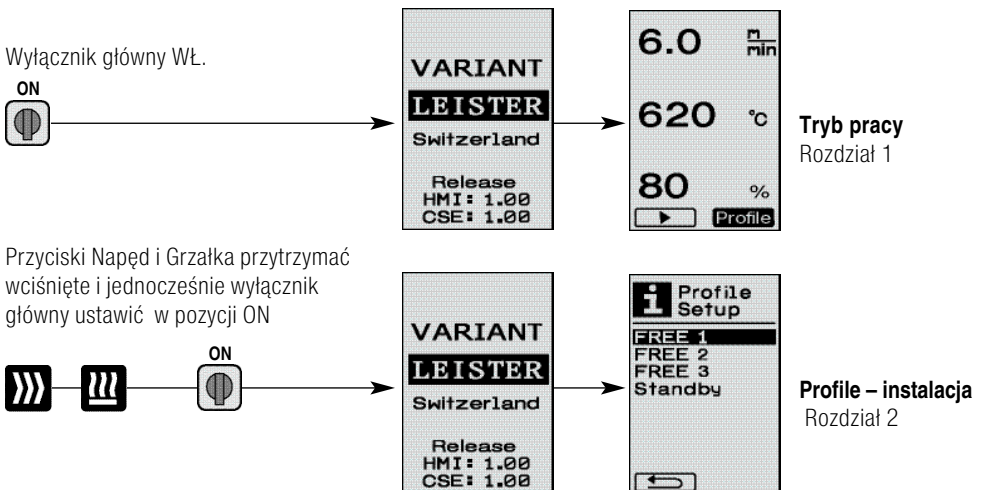 Wyłącznik główny WŁ.
ON
VARIANT
LEISTER
Switzerland
Release
HMI: 1.00
CSE: 1.00
6.0 m/min
620 °C
80 %
Profile
Tryb pracy
Rozdział 1
Przyciski Napęd i Grzałka przytrzymać
wciśnięte i jednocześnie wyłącznik
główny ustawić w pozycji ON
ON
VARIANT
LEISTER
Switzerland
Release
HMI: 1.00
CSE: 1.00
i Profile
Setup
FREE 1
FREE 2
FREE 3
Standby
Profile – instalacja
Rozdział 2